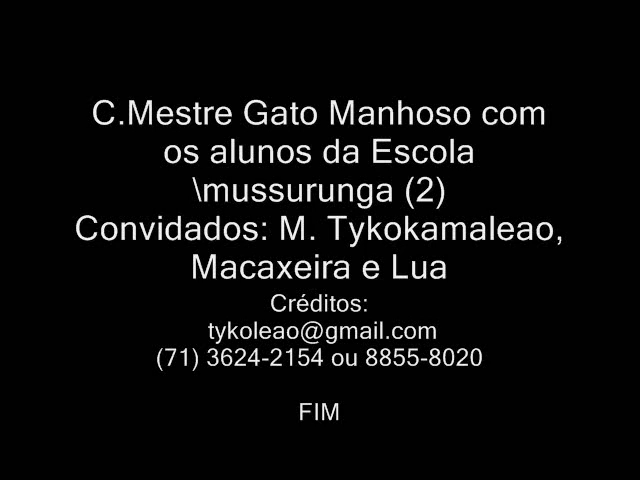 C.Mestre Gato Manhoso com
os alunos da Escola
\mussurunga (2)
Convidados: M. Tykokamaleao,
Macaxeira e Lua
Créditos:
tykoleao@gmail.com
(71) 3624-2154 ou 8855-8020
FIM